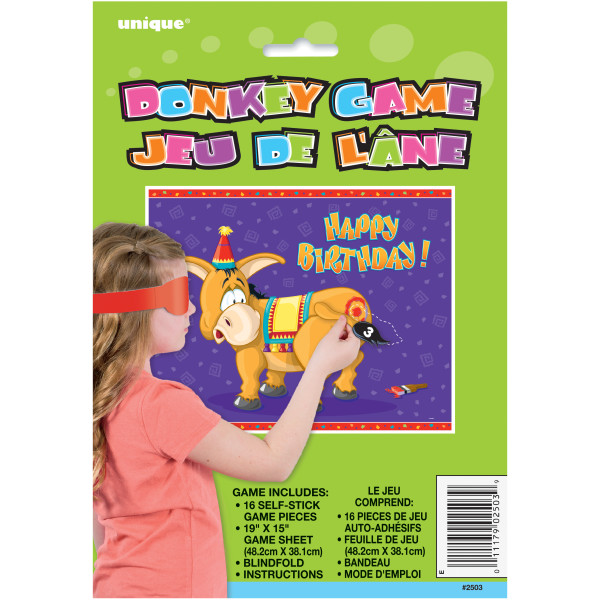 unique
DONKEY GAME
JEU DE L'ÂNE
HAPPY
BIRTHDAY!
3
GAME INCLUDES:
• 16 SELF-STICK
GAME PIECES
• 19" X 15"
GAME SHEET
(48.2cm X 38.1cm)
• BLINDFOLD
• INSTRUCTIONS
LE JEU
COMPREND:
• 16 PIECES DE JEU
AUTO-ADHÉSIFS
• FEUILLE DE JEU
(48.2cm X 38.1cm)
• BANDEAU
• MODE D'EMPLOI
E
0 11179 02503 9
#2503